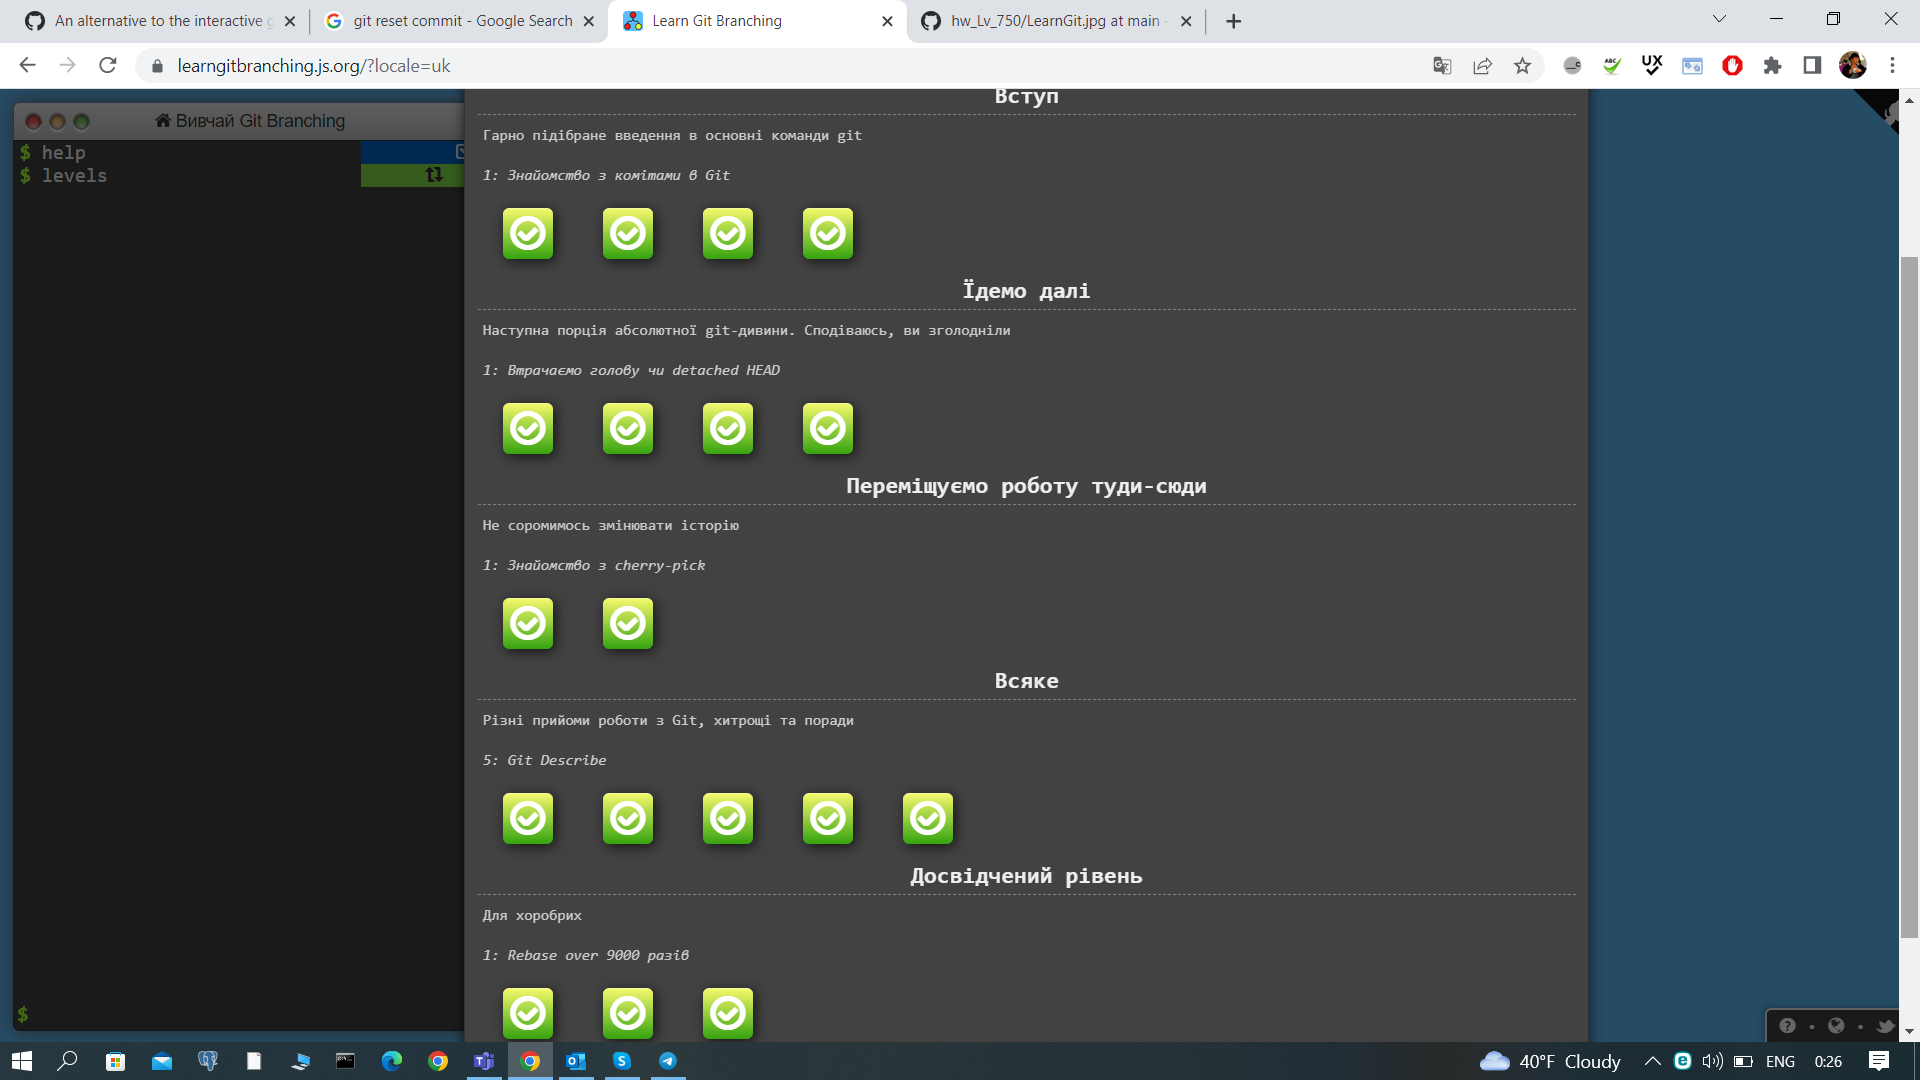 An alternative to the interactive g
git reset commit - Google Search
Learn Git Branching
hw_Lv_750/LearnGit.jpg at main
learngitbranching.js.org/?locale=uk
ABC
UX
Вивчай Git Branching
$ help
$ levels
$
Вступ
Гарно підібране введення в основні команди git
1: Знайомство з комітами в Git
Їдемо далі
Наступна порція абсолютної git-дивини. Сподіваюсь, ви зголодніли
1: Втрачаємо голову чи detached HEAD
Переміщуємо роботу туди-сюди
Не соромимось змінювати історію
1: Знайомство з cherry-pick
Всяке
Різні прийоми роботи з Git, хитрощі та поради
5: Git Describe
Досвідчений рівень
Для хоробрих
1: Rebase over 9000 разів
40°F Cloudy
ENG
0:26